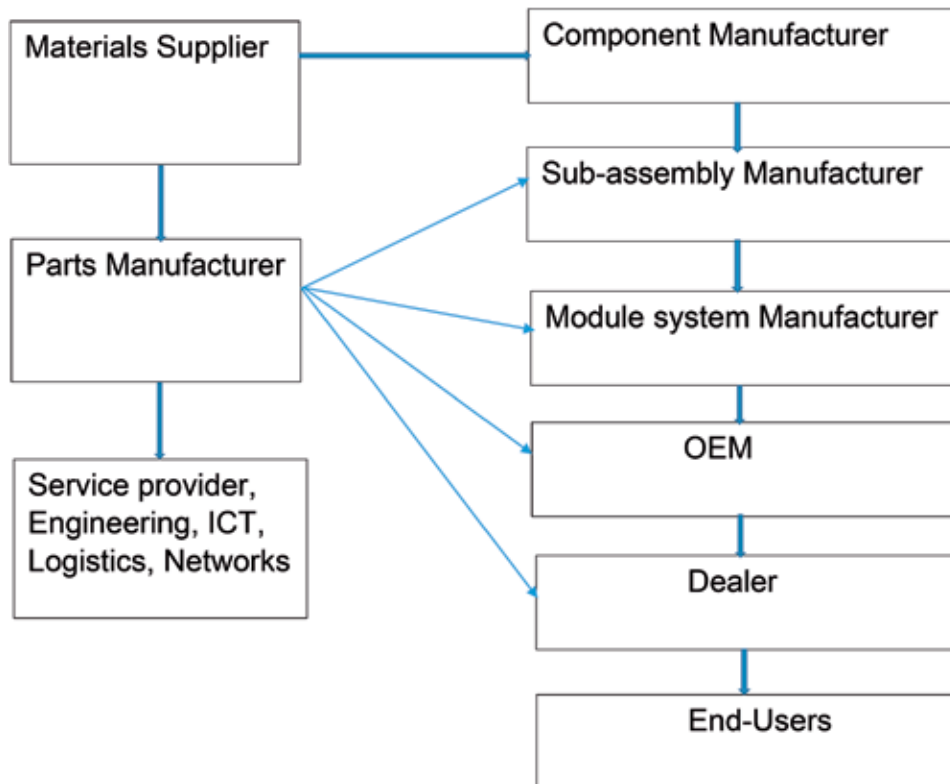 Materials Supplier
Component Manufacturer
Sub-assembly Manufacturer
Parts Manufacturer
Module system Manufacturer
OEM
Service provider,
Engineering, ICT,
Logistics, Networks
Dealer
End-Users